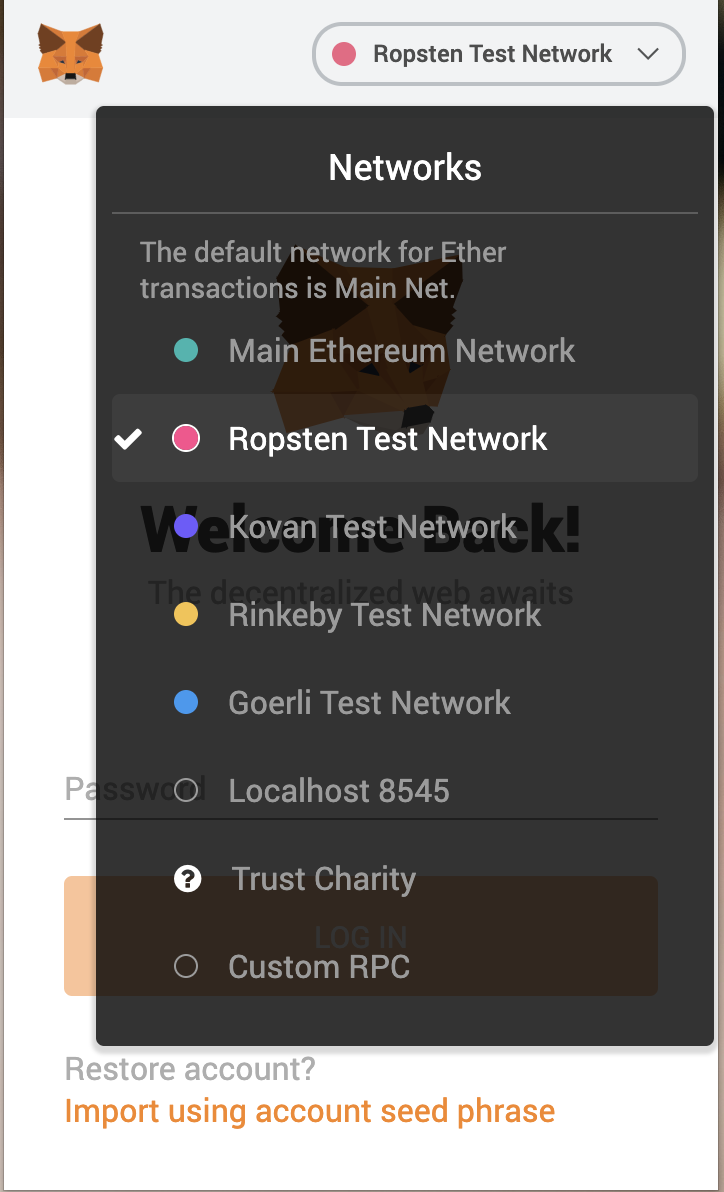 Ropsten Test Network
Networks
The default network for Ether
transactions is Main Net.
Main Ethereum Network
Ropsten Test Network
Welcome Back!
Kovan Test Network
The decentralized web awaits
Rinkeby Test Network
Goerli Test Network
Password
Localhost 8545
Trust Charity
LOG IN
Custom RPC
Restore account?
Import using account seed phrase